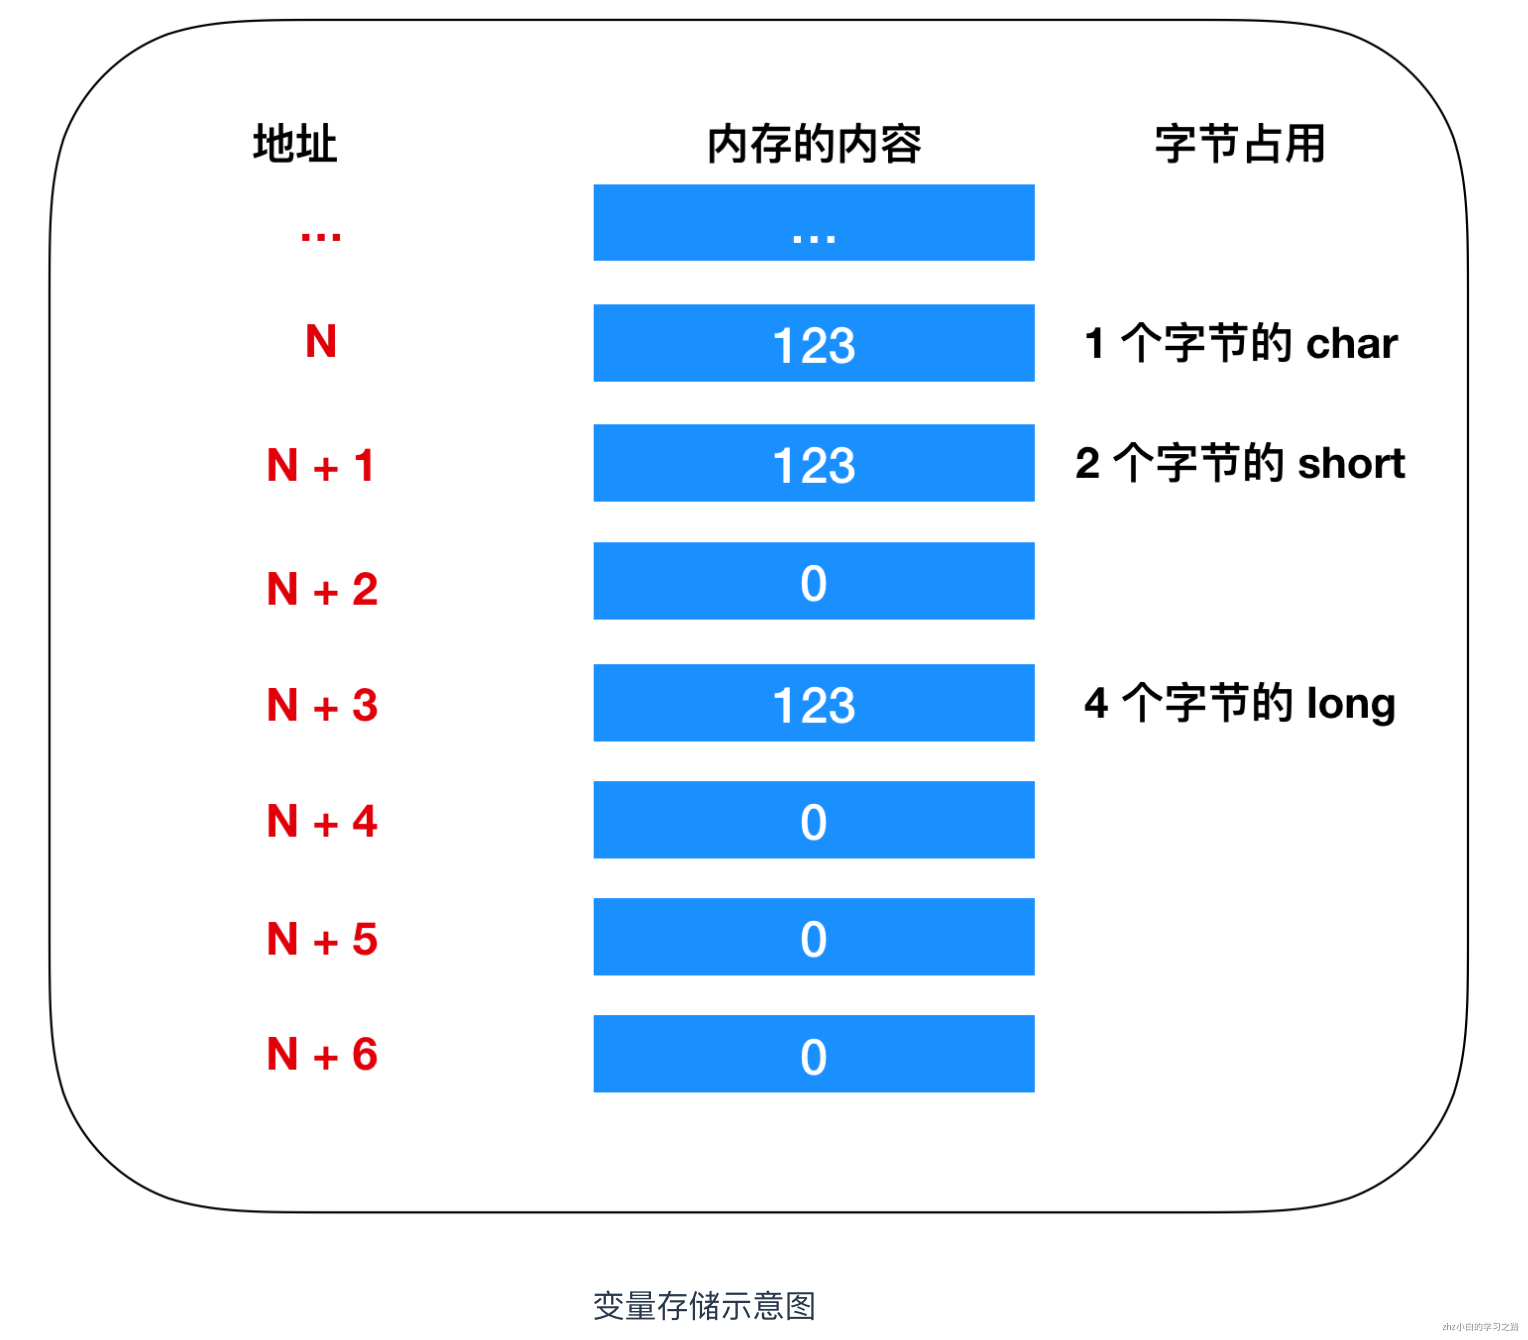 地址 内存的内容 字节占用
... ...
N 123 1 个字节的 char
N + 1 123 2 个字节的 short
N + 2 0
N + 3 123 4 个字节的 long
N + 4 0
N + 5 0
N + 6 0
变量存储示意图
zhz小白的学习之路